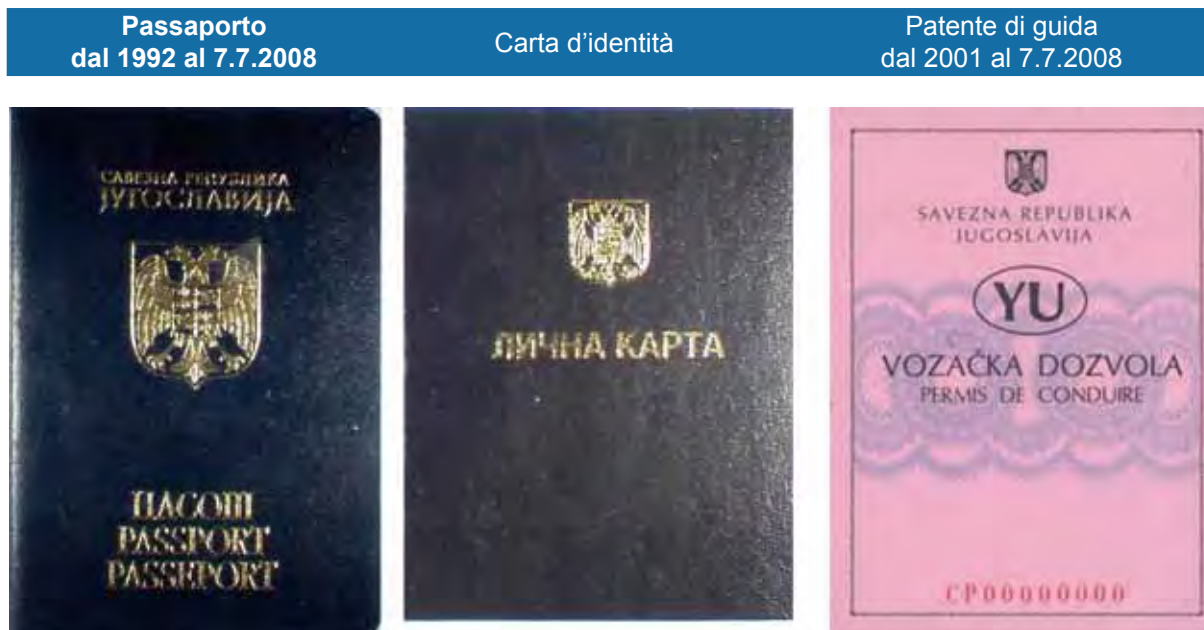 Passaporto
dal 1992 al 7.7.2008
Carta d’identità
Patente di guida
dal 2001 al 7.7.2008
САВЕЗНА РЕПУБЛИКА
ЈУГОСЛАВИЈА
ПАСОШ
PASSPORT
PASSEPORT
ЛИЧНА КАРТА
SAVEZNA REPUBLIKA
JUGOSLAVIJA
YU
VOZAČKA DOZVOLA
PERMIS DE CONDUIRE
CP00000000